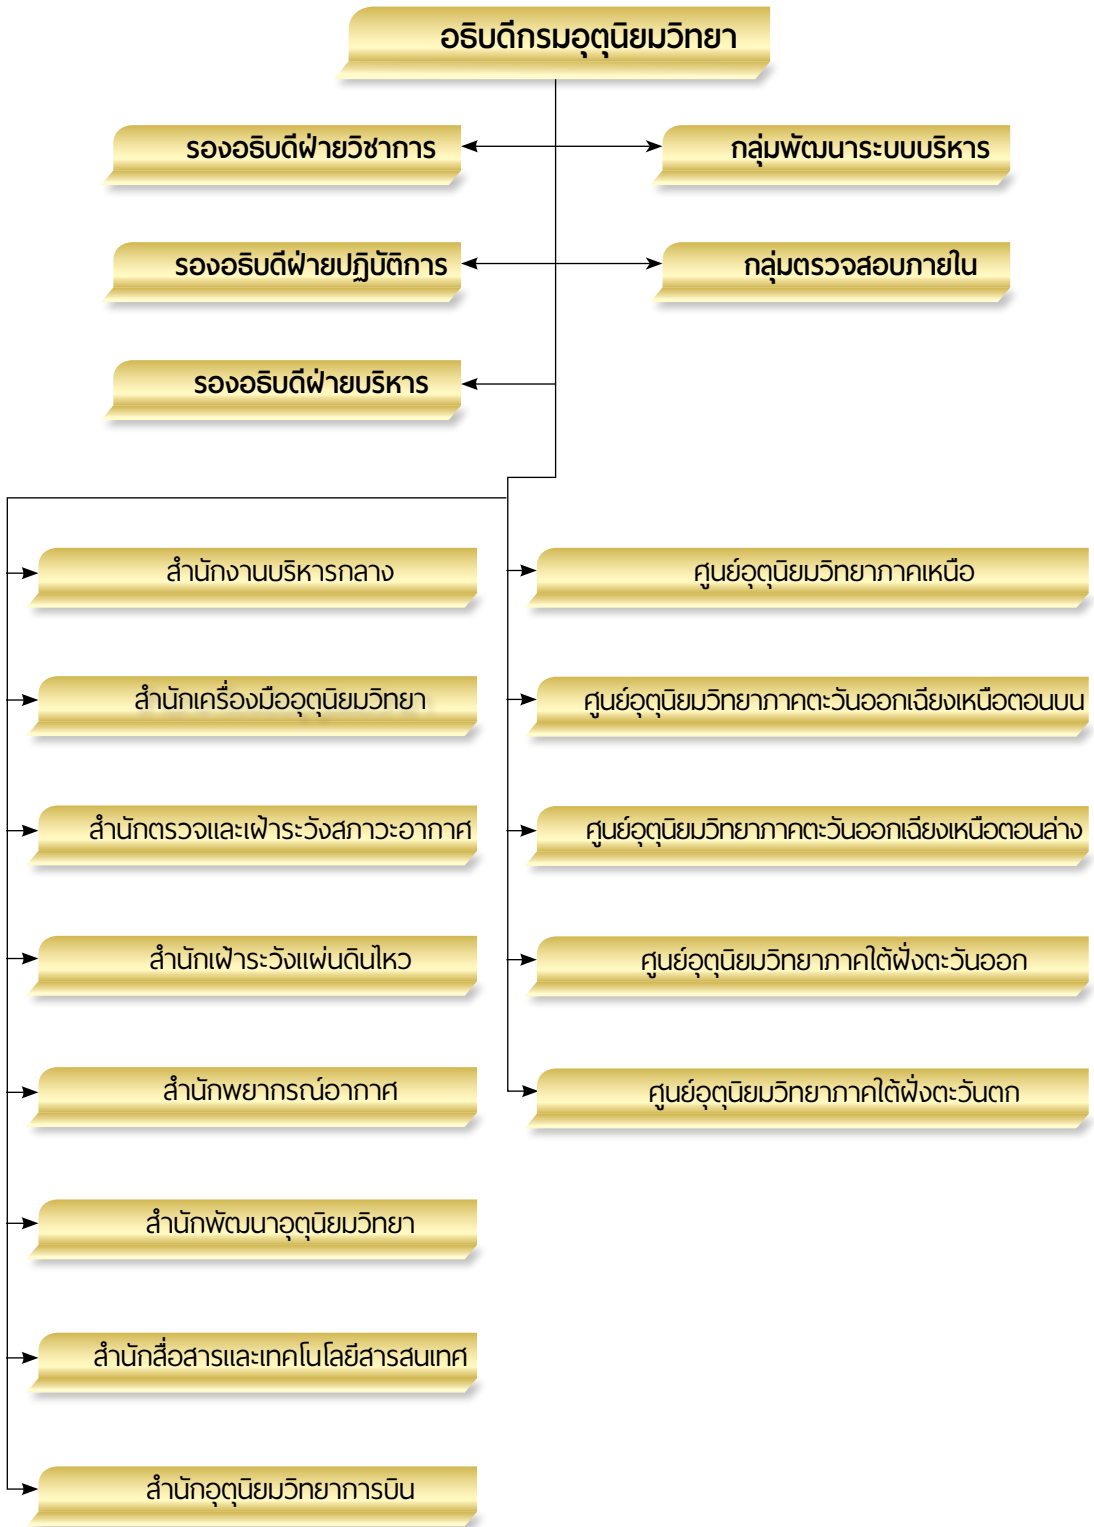 อธิบดีกรมอุตุนิยมวิทยา
รองอธิบดีฝ่ายวิชาการ
กลุ่มพัฒนาระบบบริหาร
รองอธิบดีฝ่ายปฏิบัติการ
กลุ่มตรวจสอบภายใน
รองอธิบดีฝ่ายบริหาร
สำนักงานบริหารกลาง
สำนักเครื่องมืออุตุนิยมวิทยา
สำนักตรวจและเฝ้าระวังสภาวะอากาศ
สำนักเฝ้าระวังแผ่นดินไหว
สำนักพยากรณ์อากาศ
สำนักพัฒนาอุตุนิยมวิทยา
สำนักสื่อสารและเทคโนโลยีสารสนเทศ
สำนักอุตุนิยมวิทยาการบิน
ศูนย์อุตุนิยมวิทยาภาคเหนือ
ศูนย์อุตุนิยมวิทยาภาคตะวันออกเฉียงเหนือตอนบน
ศูนย์อุตุนิยมวิทยาภาคตะวันออกเฉียงเหนือตอนล่าง
ศูนย์อุตุนิยมวิทยาภาคใต้ฝั่งตะวันออก
ศูนย์อุตุนิยมวิทยาภาคใต้ฝั่งตะวันตก